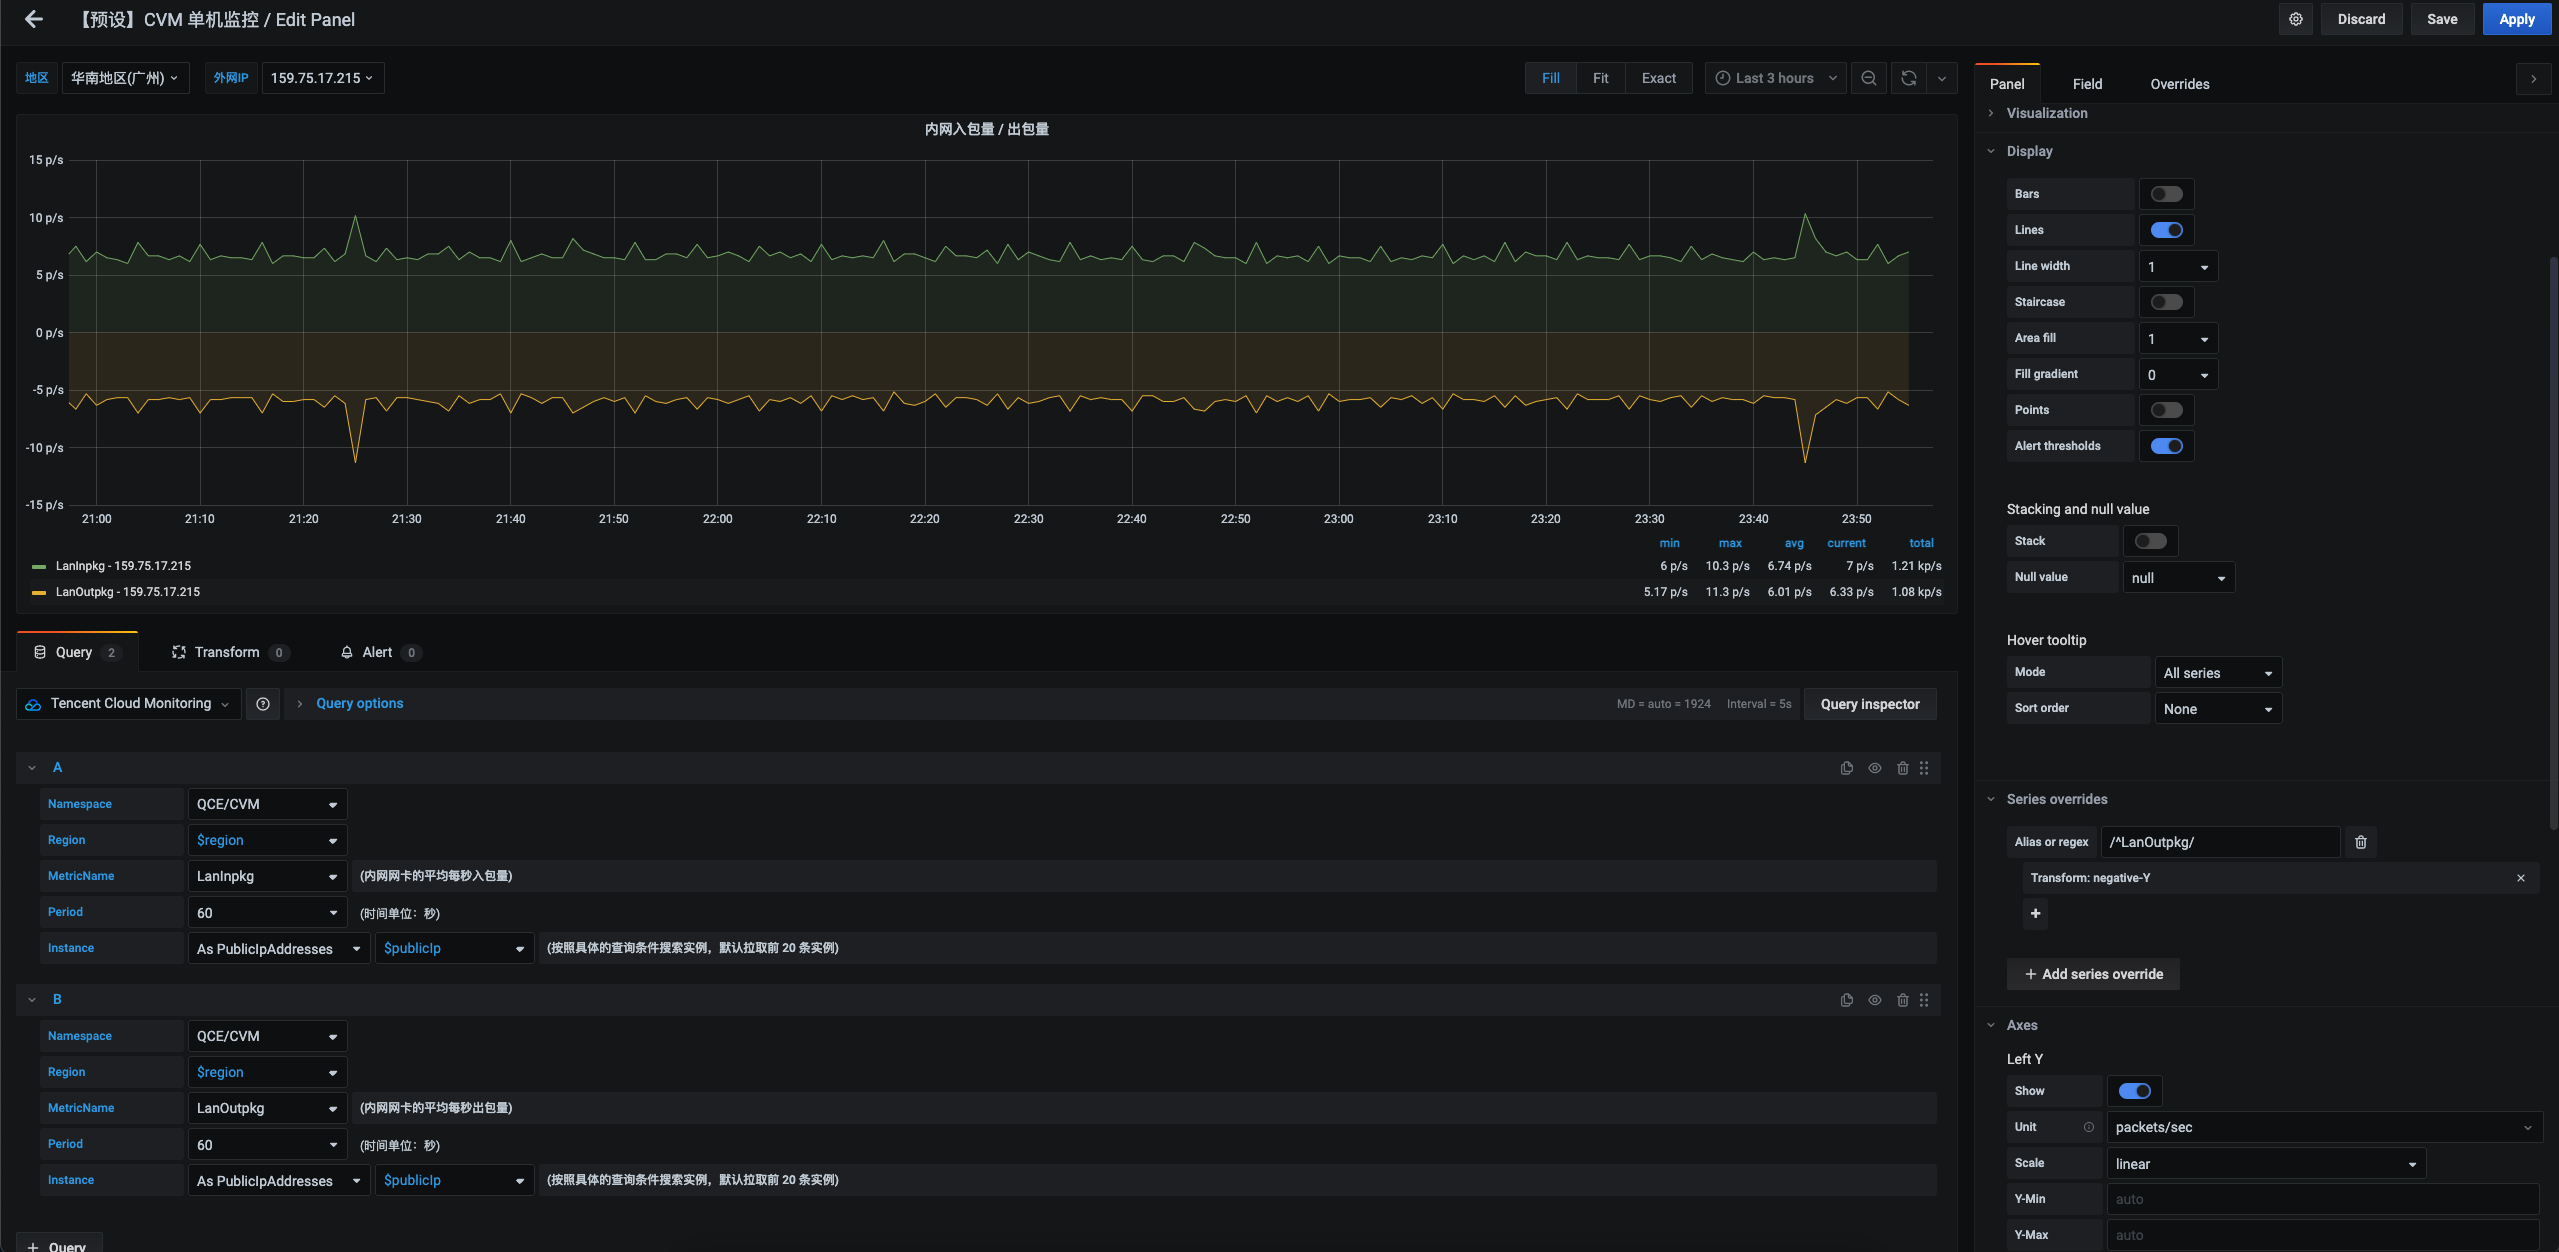 【预设】CVM 单机监控 / Edit Panel
Discard
Save
Apply
地区
华南地区(广州)
外网IP
159.75.17.215
Fill
Fit
Exact
Last 3 hours
内网入包量 / 出包量
15 p/s
10 p/s
5 p/s
0 p/s
-5 p/s
-10 p/s
-15 p/s
21:00 21:10 21:20 21:30 21:40 21:50 22:00 22:10 22:20 22:30 22:40 22:50 23:00 23:10 23:20 23:30 23:40 23:50
min max avg current total
LanInpkg - 159.75.17.215 6 p/s 10.3 p/s 6.74 p/s 7 p/s 1.21 kp/s
LanOutpkg - 159.75.17.215 5.17 p/s 11.3 p/s 6.01 p/s 6.33 p/s 1.08 kp/s
Query 2
Transform 0
Alert 0
Tencent Cloud Monitoring
Query options
MD = auto = 1924
Interval = 5s
Query inspector
A
Namespace QCE/CVM
Region $region
MetricName LanInpkg (内网网卡的平均每秒入包量)
Period 60 (时间单位：秒)
Instance As PublicIpAddresses $publicIp (按照具体的查询条件搜索实例，默认拉取前 20 条实例)
B
Namespace QCE/CVM
Region $region
MetricName LanOutpkg (内网网卡的平均每秒出包量)
Period 60 (时间单位：秒)
Instance As PublicIpAddresses $publicIp (按照具体的查询条件搜索实例，默认拉取前 20 条实例)
+ Query
Panel
Field
Overrides
Visualization
Display
Bars
Lines
Line width 1
Staircase
Area fill 1
Fill gradient 0
Points
Alert thresholds
Stacking and null value
Stack
Null value null
Hover tooltip
Mode All series
Sort order None
Series overrides
Alias or regex /^LanOutpkg/
Transform: negative-Y
+ Add series override
Axes
Left Y
Show
Unit packets/sec
Scale linear
Y-Min auto
Y-Max auto